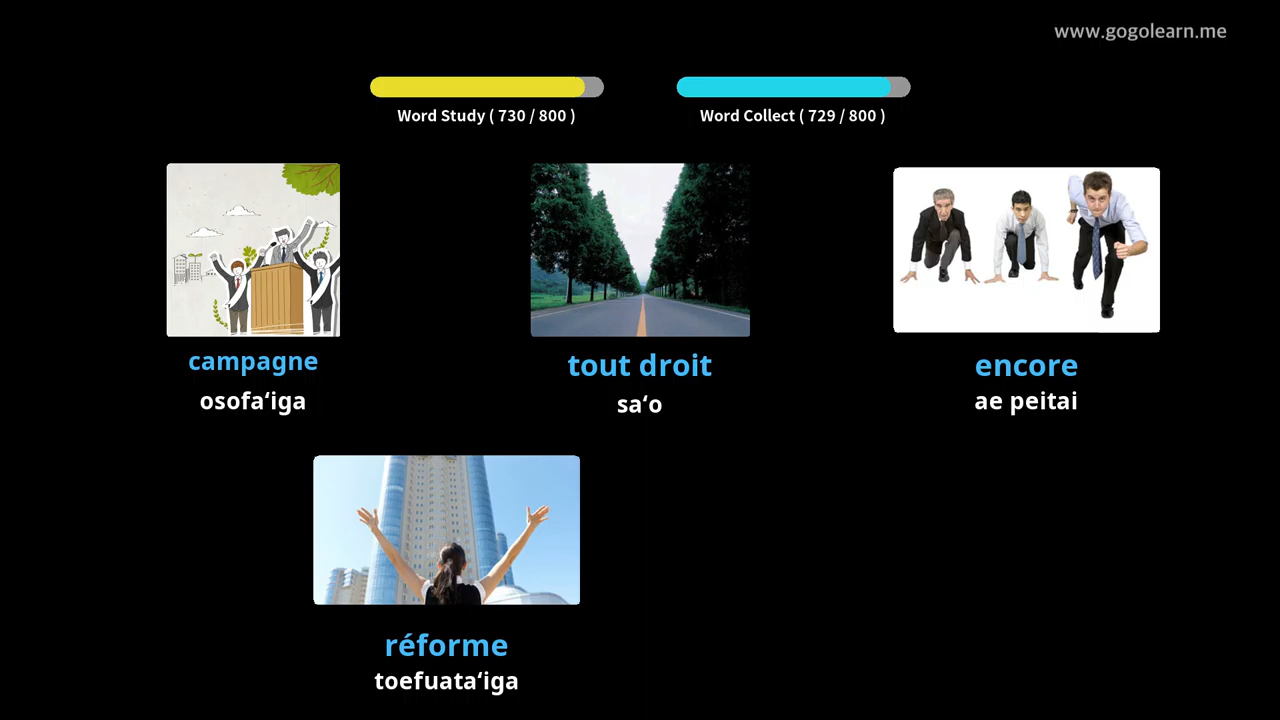 www.gogolearn.me
Word Study ( 730 / 800 )
Word Collect ( 729 / 800 )
campagne
osofa‘iga
tout droit
sa‘o
encore
ae peitai
réforme
toefuata‘iga